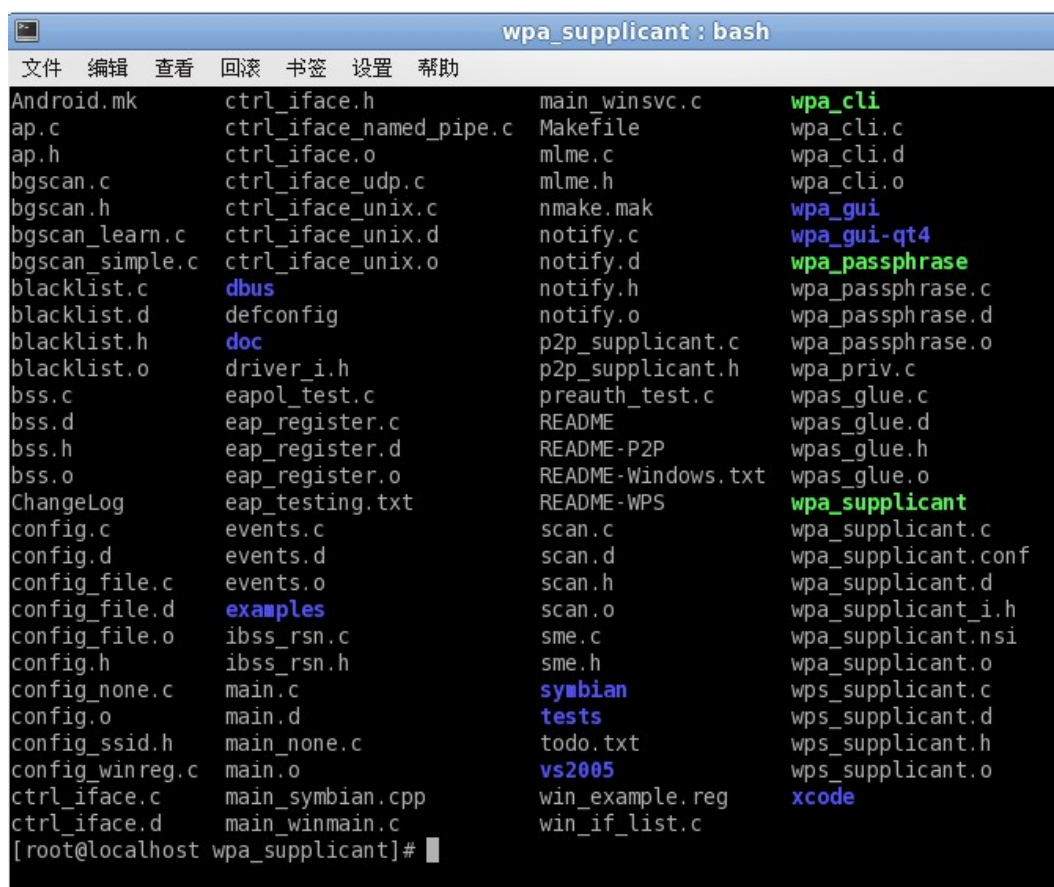 wpa_supplicant : bash
文件 编辑 查看 回滚 书签 设置 帮助
Android.mk ctrl_iface.h main_winsvc.c wpa_cli
ap.c ctrl_iface_named_pipe.c Makefile wpa_cli.c
ap.h ctrl_iface.o mlme.c wpa_cli.d
bgscan.c ctrl_iface_udp.c mlme.h wpa_cli.o
bgscan.h ctrl_iface_unix.c nmake.mak wpa_gui
bgscan_learn.c ctrl_iface_unix.d notify.c wpa_gui-qt4
bgscan_simple.c ctrl_iface_unix.o notify.d wpa_passphrase
blacklist.c dbus notify.h wpa_passphrase.c
blacklist.d defconfig notify.o wpa_passphrase.d
blacklist.h doc p2p_supplicant.c wpa_passphrase.o
blacklist.o driver_i.h p2p_supplicant.h wpa_priv.c
bss.c eapol_test.c preauth_test.c wpas_glue.c
bss.d eap_register.c README wpas_glue.d
bss.h eap_register.d README-P2P wpas_glue.h
bss.o eap_register.o README-Windows.txt wpas_glue.o
ChangeLog eap_testing.txt README-WPS wpa_supplicant
config.c events.c scan.c wpa_supplicant.c
config.d events.d scan.d wpa_supplicant.conf
config_file.c events.o scan.h wpa_supplicant.d
config_file.d examples scan.o wpa_supplicant_i.h
config_file.o ibss_rsn.c sme.c wpa_supplicant.nsi
config.h ibss_rsn.h sme.h wpa_supplicant.o
config_none.c main.c symbian wps_supplicant.c
config.o main.d tests wps_supplicant.d
config_ssid.h main_none.c todo.txt wps_supplicant.h
config_winreg.c main.o vs2005 wps_supplicant.o
ctrl_iface.c main_symbian.cpp win_example.reg xcode
ctrl_iface.d main_winmain.c win_if_list.c
[root@localhost wpa_supplicant]#